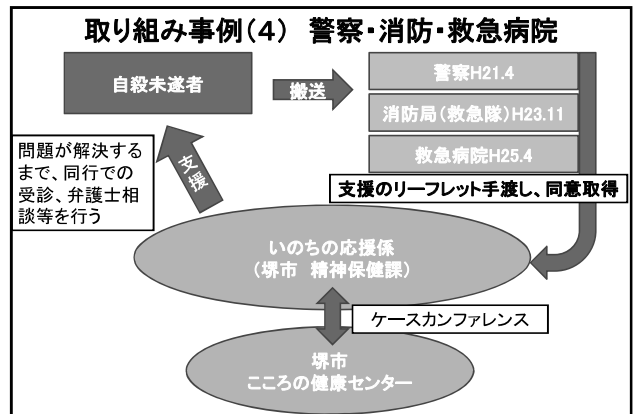 取り組み事例(4) 警察・消防・救急病院
自殺未遂者
搬送
警察H21.4
消防局(救急隊)H23.11
救急病院H25.4
支援のリーフレット手渡し、同意取得
問題が解決する
まで、同行での
受診、弁護士相
談等を行う
支援
いのちの応援係
(堺市 精神保健課)
ケースカンファレンス
堺市
こころの健康センター